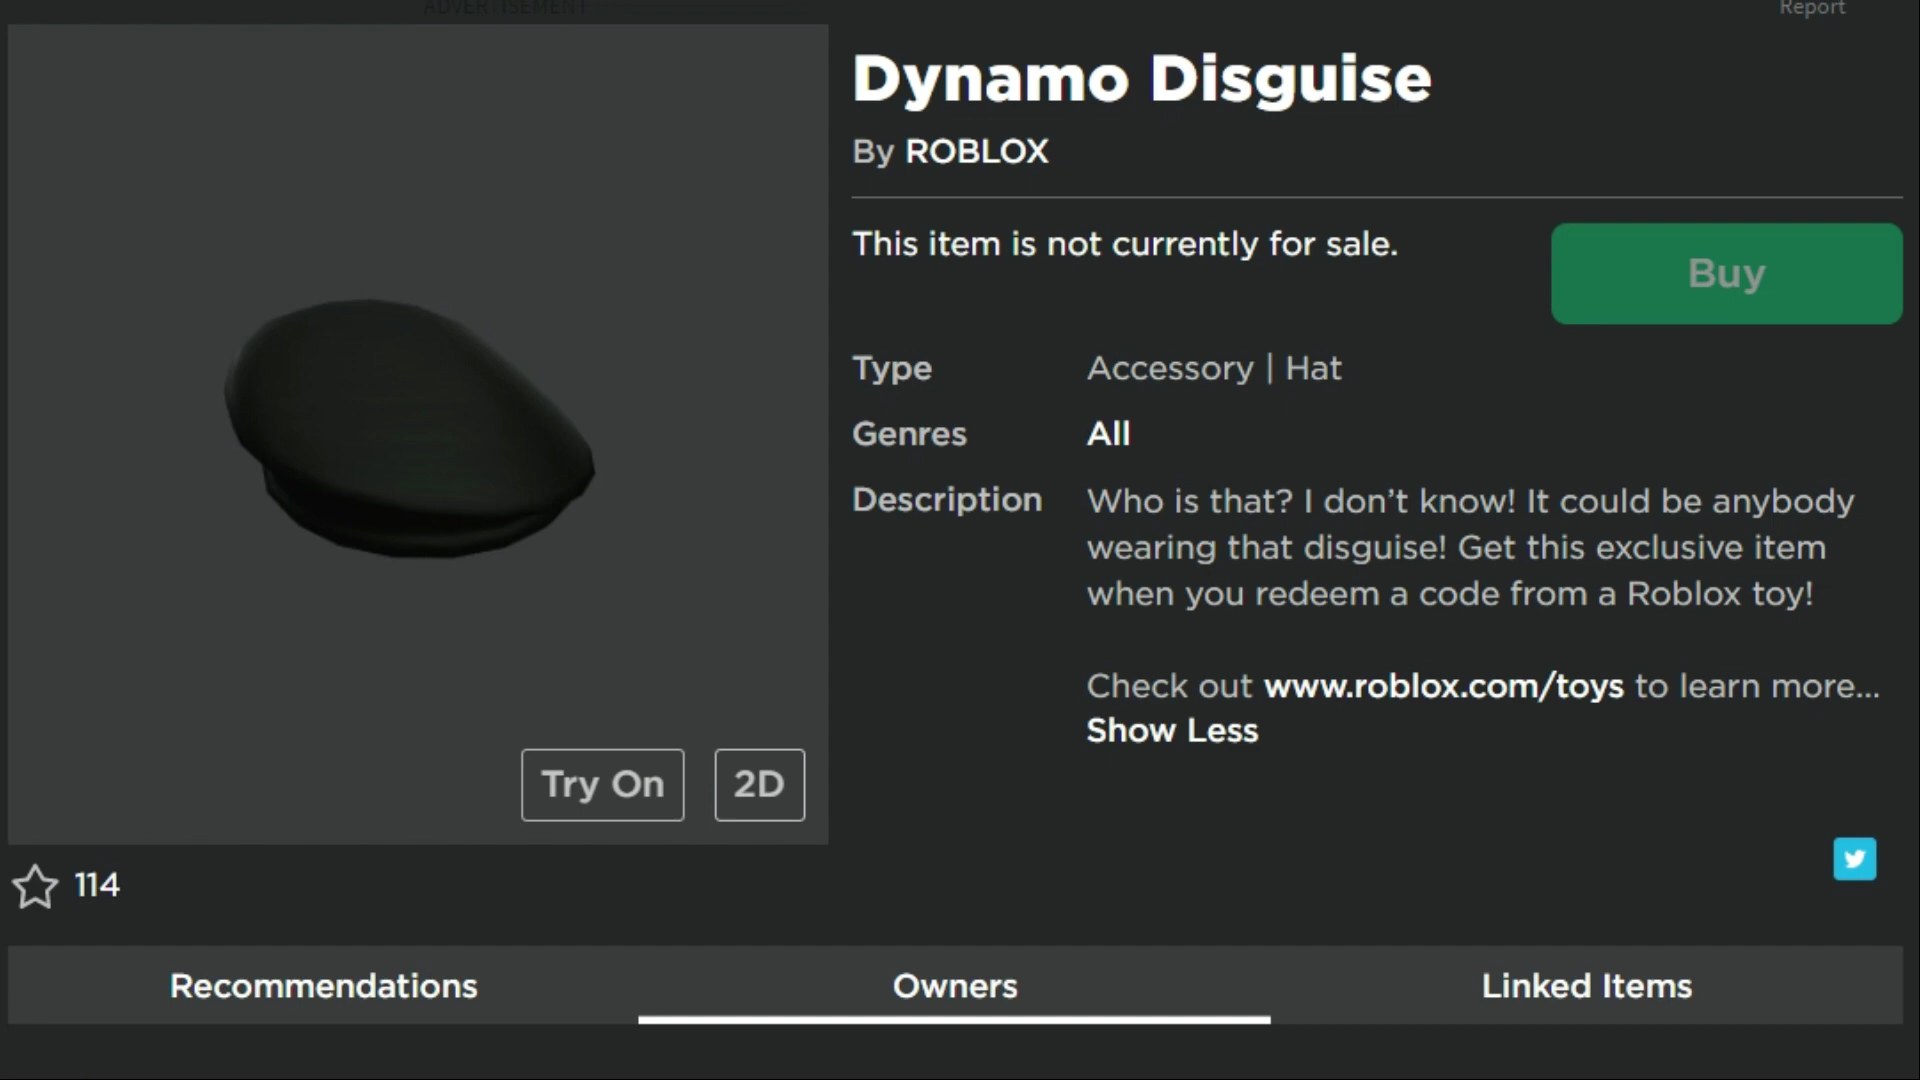 ADVERTISEMENT
Report
Dynamo Disguise
By ROBLOX
This item is not currently for sale.
Buy
Type
Accessory | Hat
Genres
All
Description
Who is that? I don’t know! It could be anybody
wearing that disguise! Get this exclusive item
when you redeem a code from a Roblox toy!
Check out www.roblox.com/toys to learn more...
Show Less
Try On
2D
114
Recommendations
Owners
Linked Items